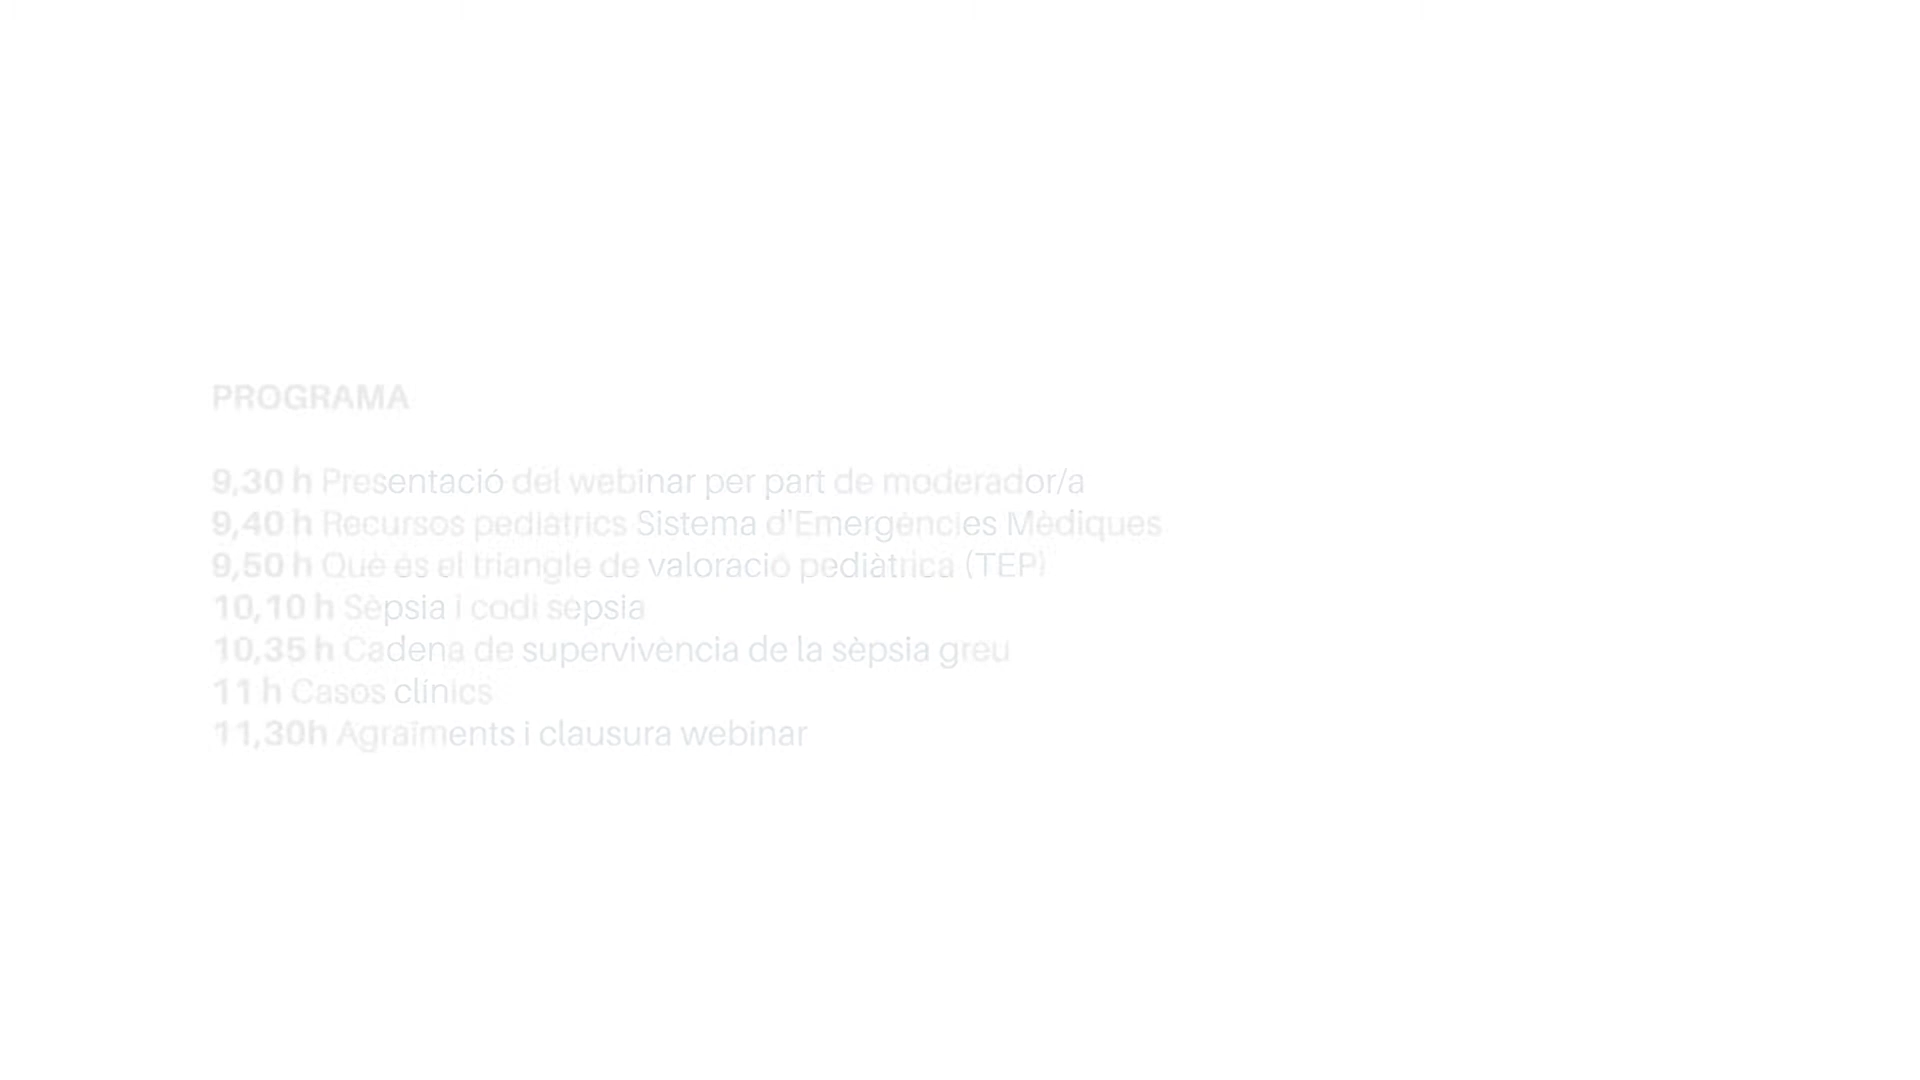 PROGRAMA
9,30 h Presentació del webinar per part de moderador/a
9,40 h Recursos pediàtrics Sistema d'Emergències Mèdiques
9,50 h Què ès el triangle de valoració pediàtrica (TEP)
10,10 h Sèpsia i codi sèpsia
10,35 h Cadena de supervivència de la sèpsia greu
11 h Casos clínics
11,30h Agraïments i clausura webinar